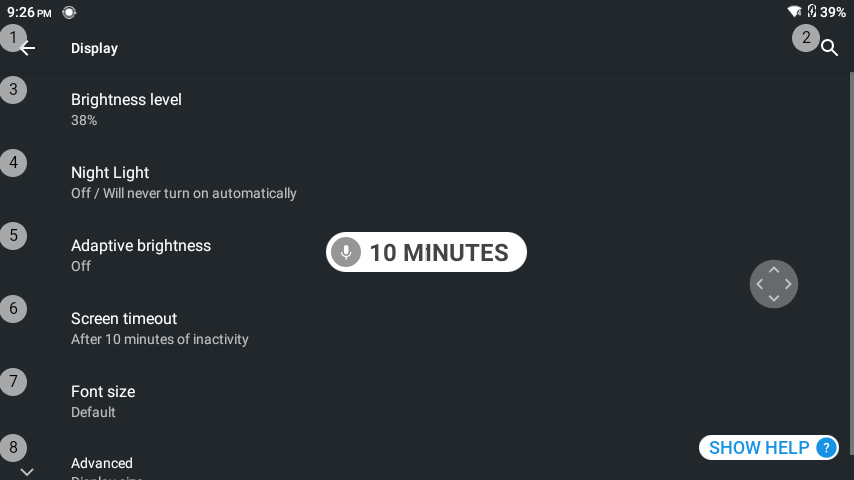 9:26 PM
39%
1
Display
2
3
Brightness level
38%
4
Night Light
Off / Will never turn on automatically
5
Adaptive brightness
Off
10 MINUTES
6
Screen timeout
After 10 minutes of inactivity
7
Font size
Default
8
Advanced
Display size
SHOW HELP ?